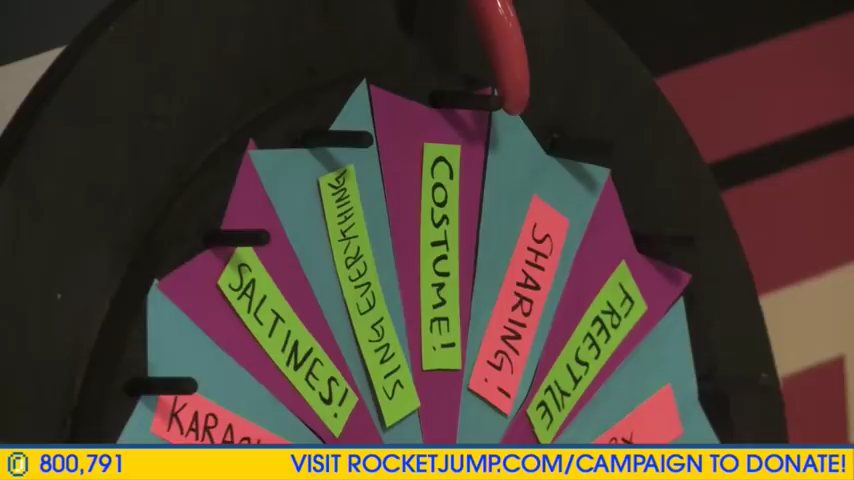 COSTUME!
SING EVERYTHING
SHARING!
SALTINES!
FREESTYLE
800,791
VISIT ROCKETJUMP.COM/CAMPAIGN TO DONATE!